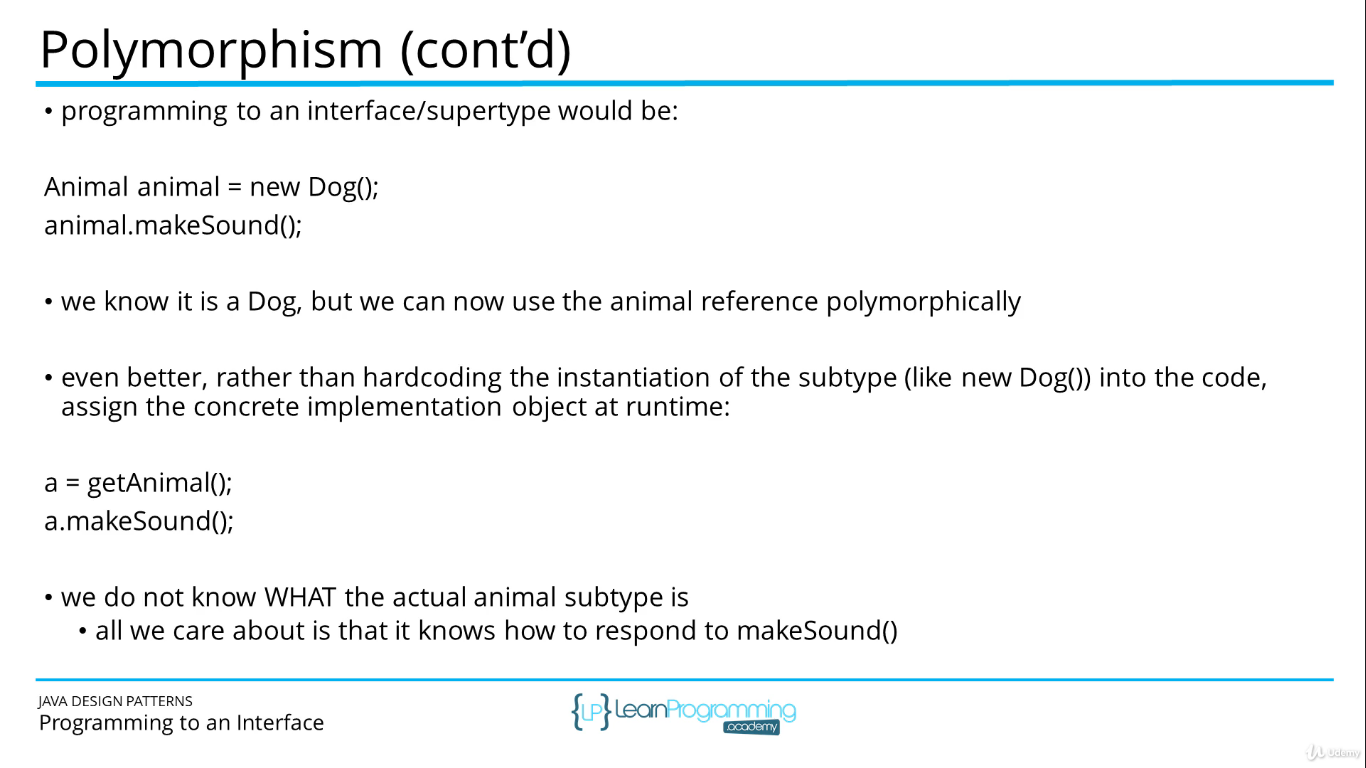 Polymorphism (cont’d)
• programming to an interface/supertype would be:
Animal animal = new Dog();
animal.makeSound();
• we know it is a Dog, but we can now use the animal reference polymorphically
• even better, rather than hardcoding the instantiation of the subtype (like new Dog()) into the code,
assign the concrete implementation object at runtime:
a = getAnimal();
a.makeSound();
• we do not know WHAT the actual animal subtype is
• all we care about is that it knows how to respond to makeSound()
JAVA DESIGN PATTERNS
Programming to an Interface
{LP} LearnProgramming
.academy
Udemy